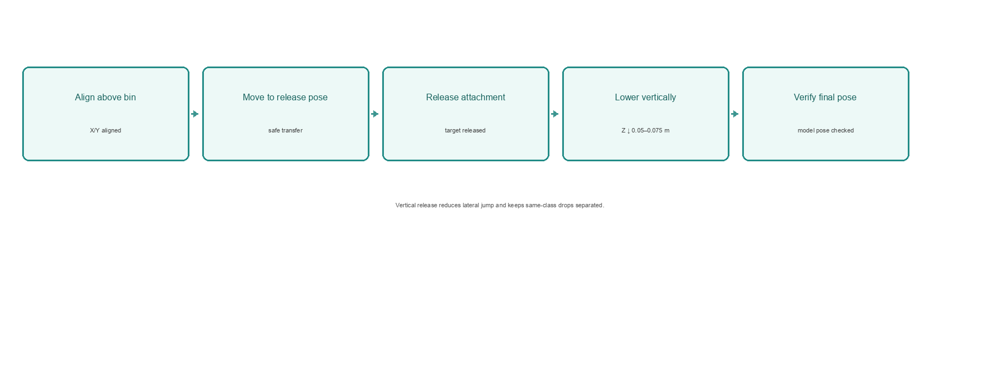 Align above bin
X/Y aligned
Move to release pose
safe transfer
Release attachment
target released
Lower vertically
Z ↓ 0.05–0.075 m
Verify final pose
model pose checked
Vertical release reduces lateral jump and keeps same-class drops separated.